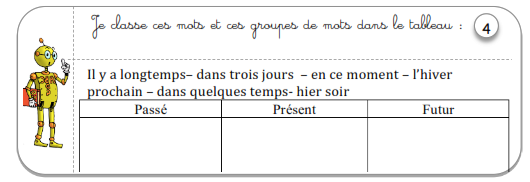 Je classe ces mots et ces groupes de mots dans le tableau :
4
Il y a longtemps– dans trois jours – en ce moment – l'hiver
prochain – dans quelques temps- hier soir
Passé Présent Futur